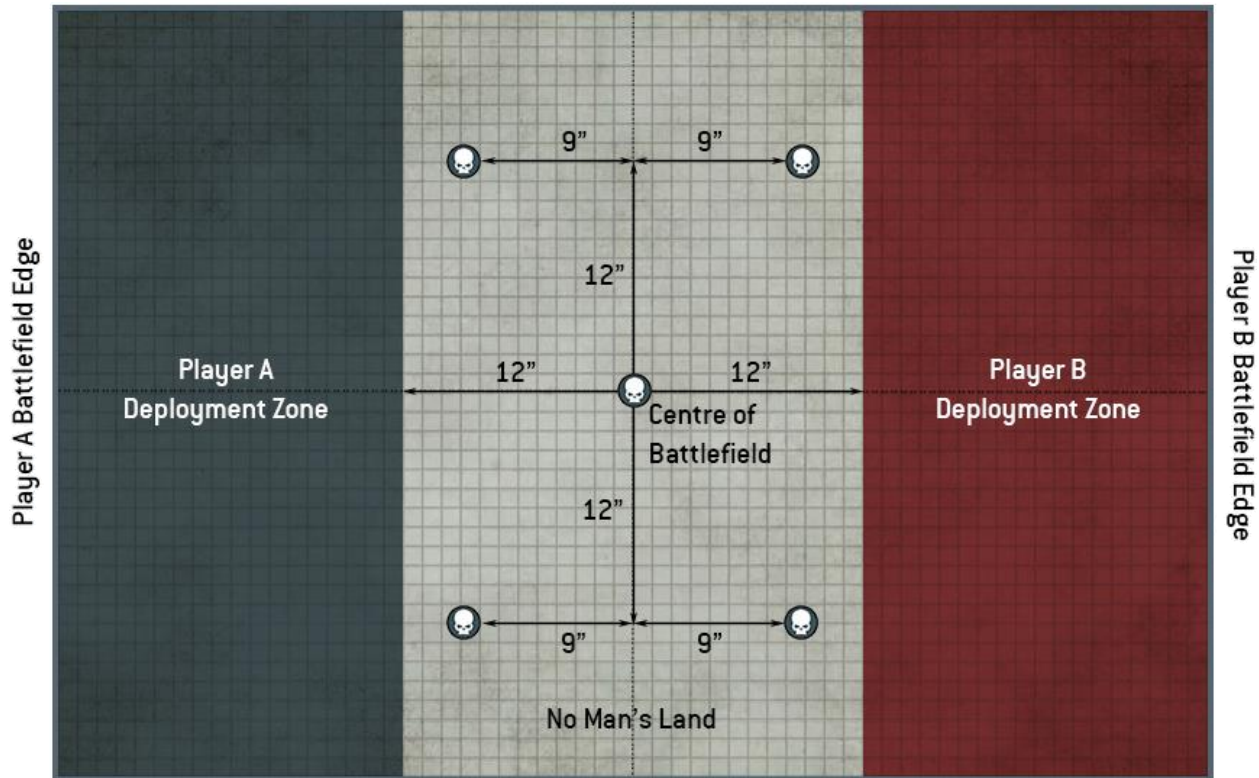 9” 9”
12”
12” 12”
Player A
Deployment Zone
Player B
Deployment Zone
Centre of
Battlefield
12”
9” 9”
No Man’s Land
Player A Battlefield Edge
Player B Battlefield Edge